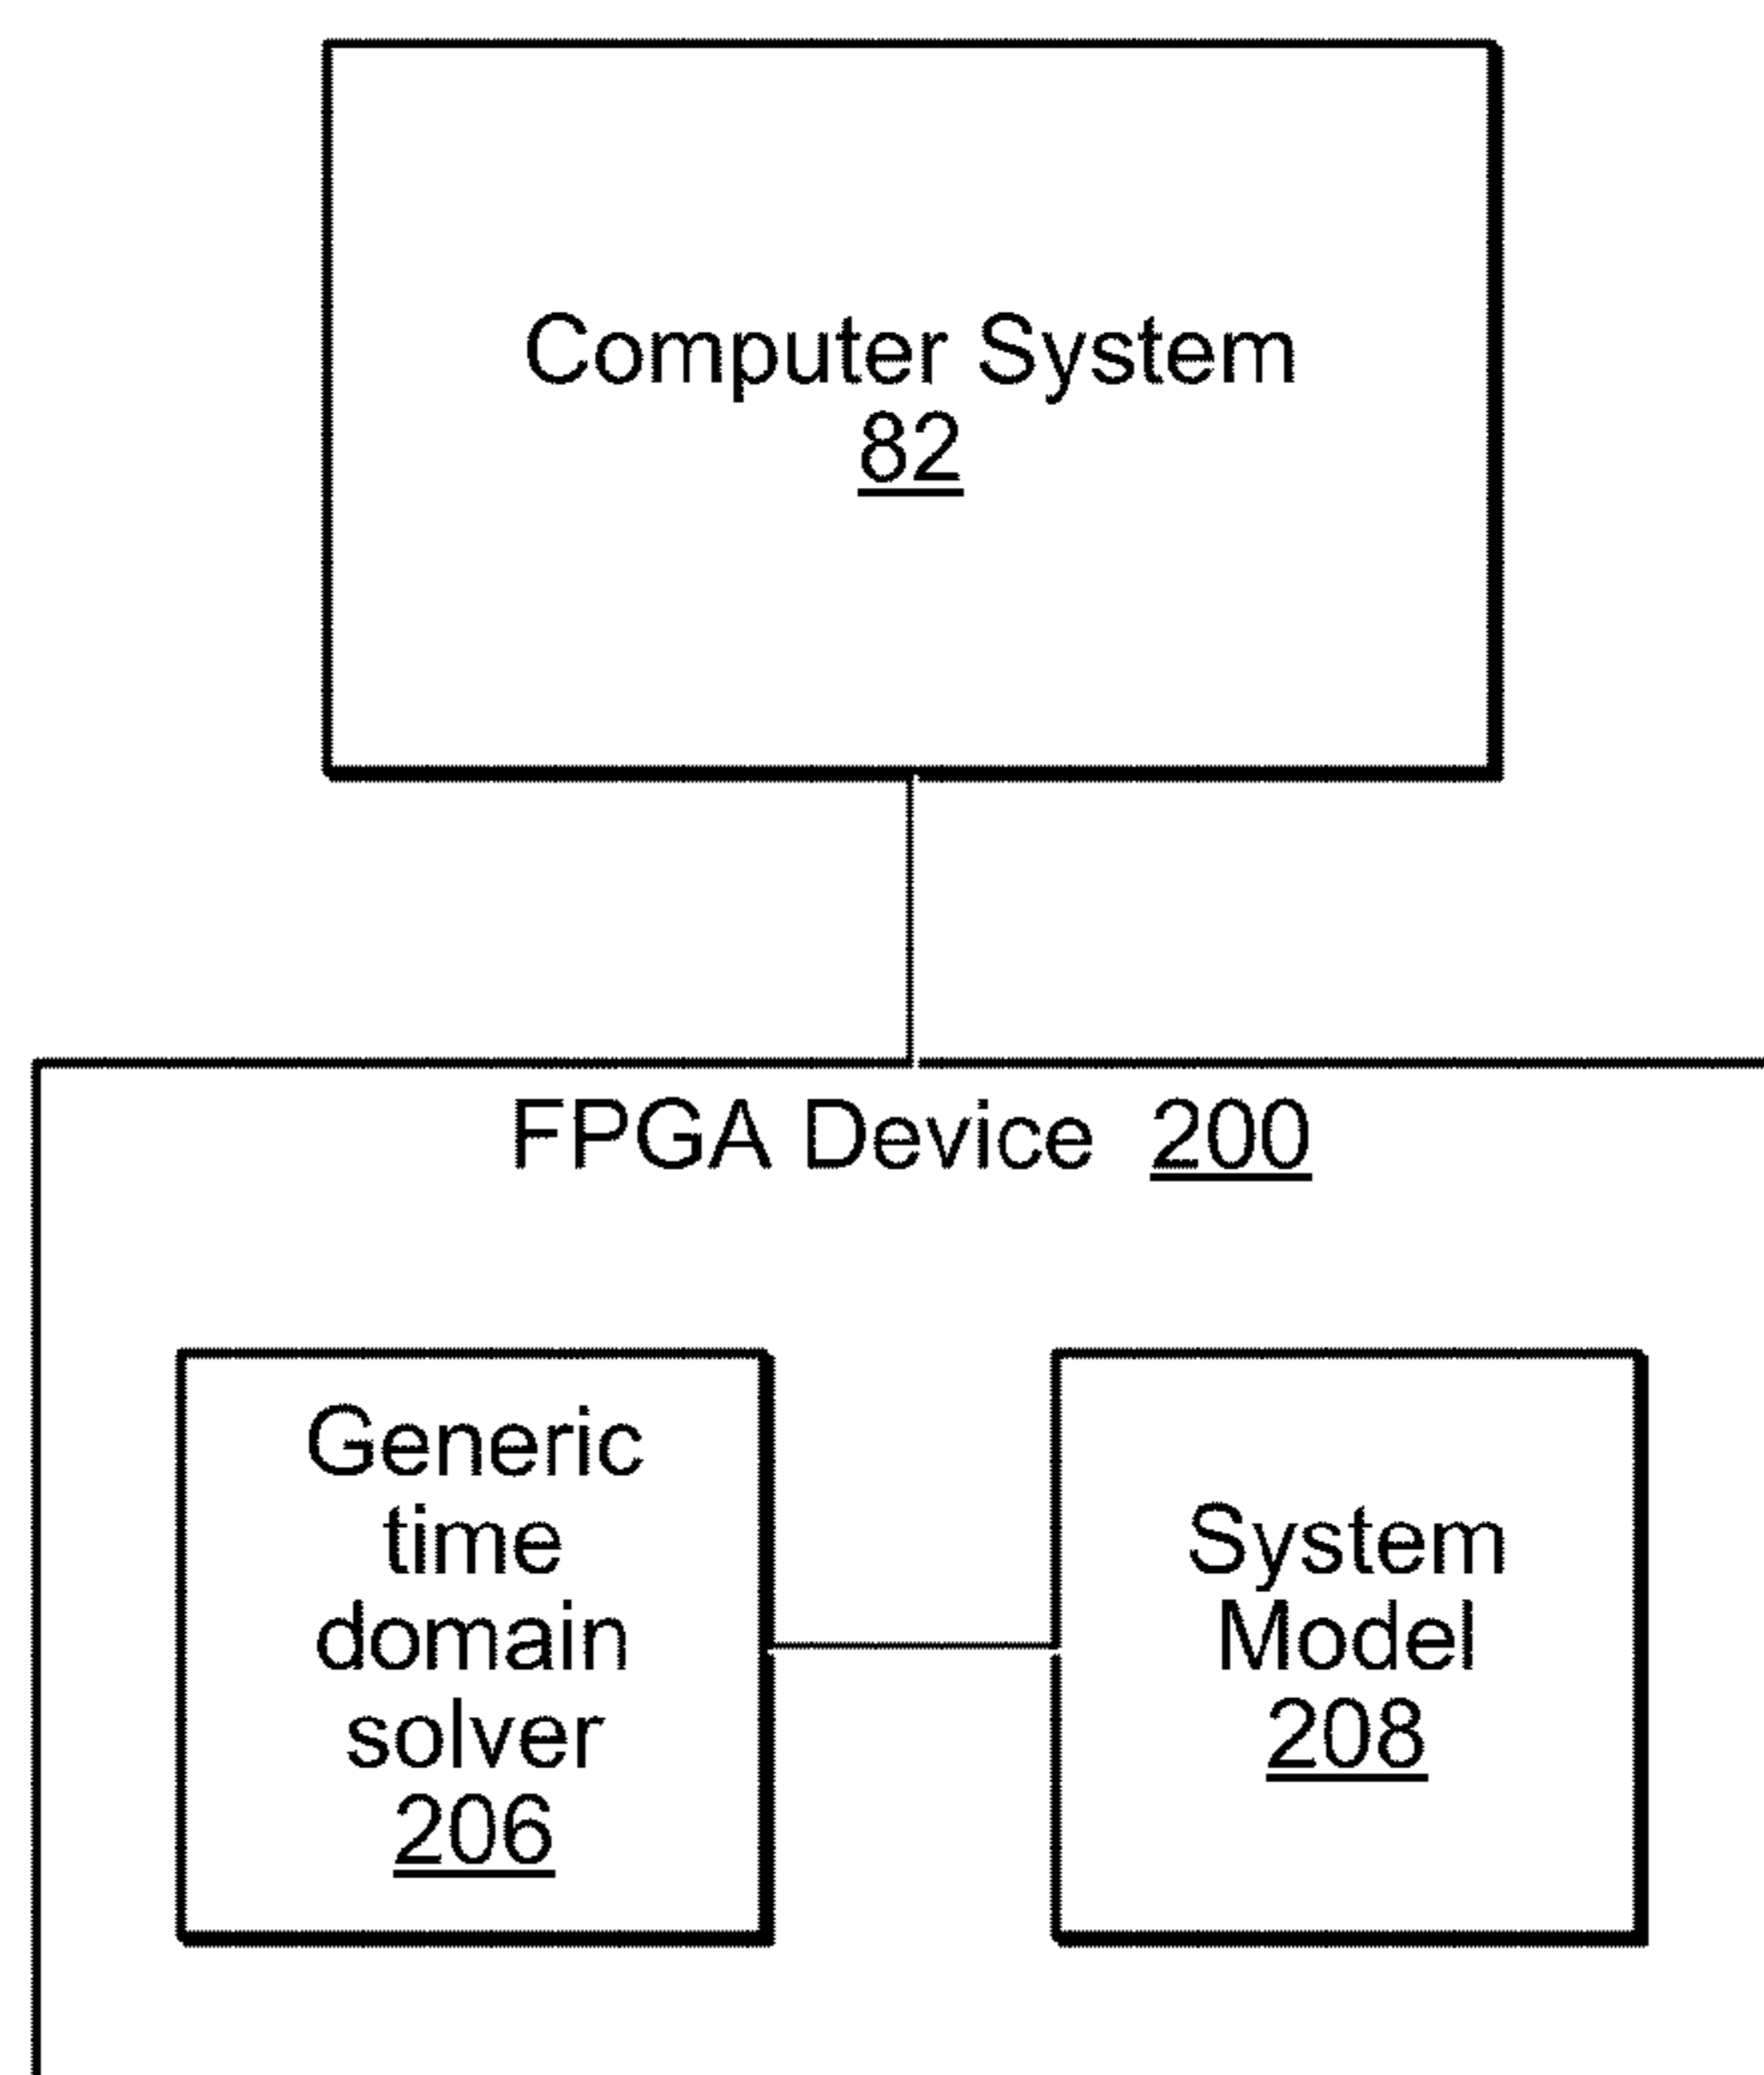 Computer System
82
FPGA Device 200
Generic
time
domain
solver
206
System
Model
208